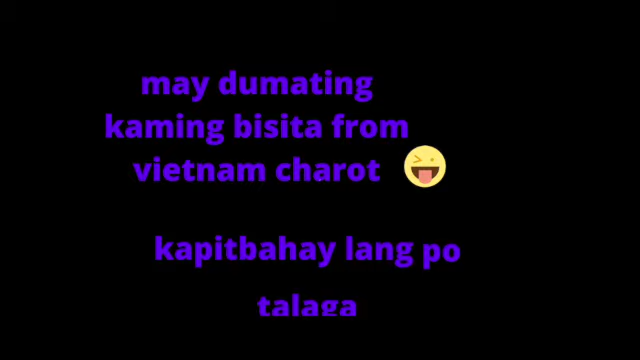 may dumating
kaming bisita from
vietnam charot
kapitbahay lang po
talaga